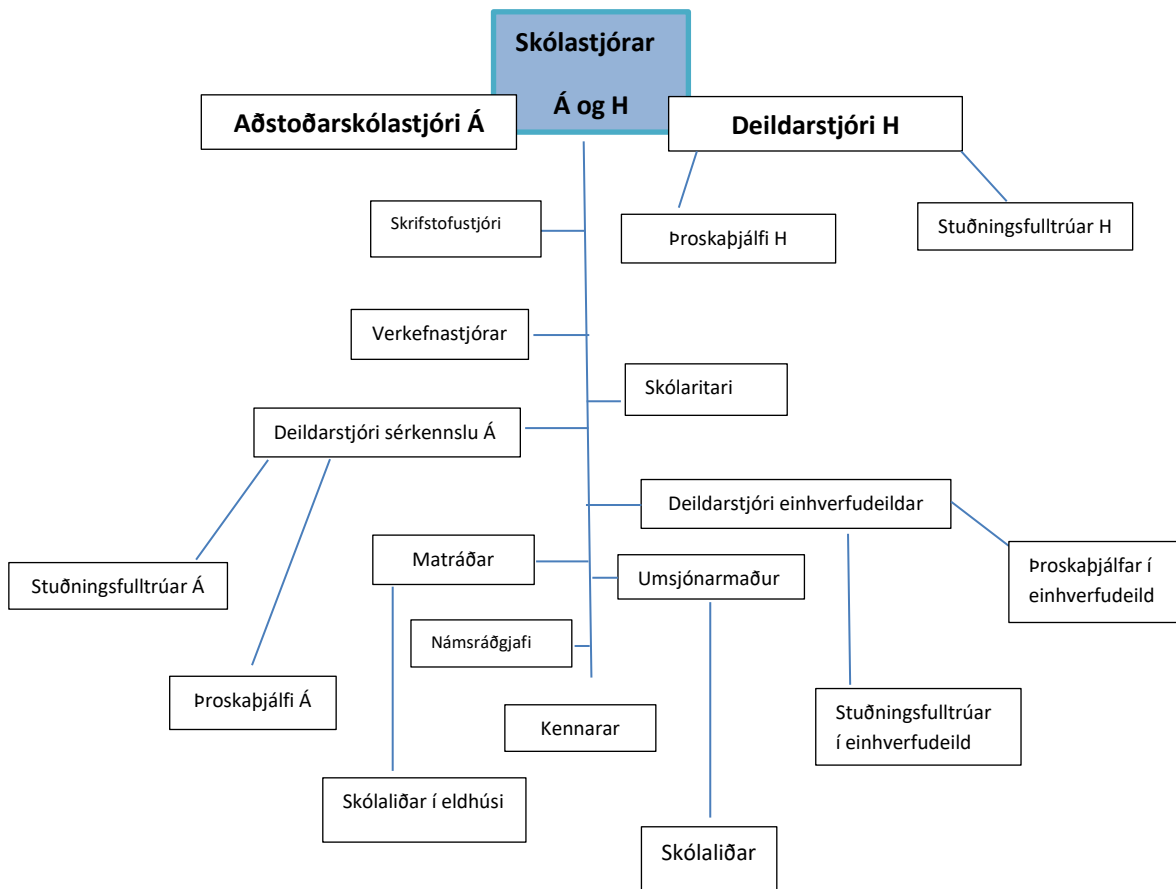 Skólastjórar
Á og H
Aðstoðarskólastjóri Á
Deildarstjóri H
Skrifstofustjóri
Þroskaþjálfi H
Stuðningsfulltrúar H
Verkefnastjórar
Skólaritari
Deildarstjóri sérkennslu Á
Deildarstjóri einhverfudeildar
Matráðar
Umsjónarmaður
Þroskaþjálfar í
einhverfudeild
Stuðningsfulltrúar Á
Námsráðgjafi
Þroskaþjálfi Á
Kennarar
Stuðningsfulltrúar
í einhverfudeild
Skólaliðar í eldhúsi
Skólaliðar